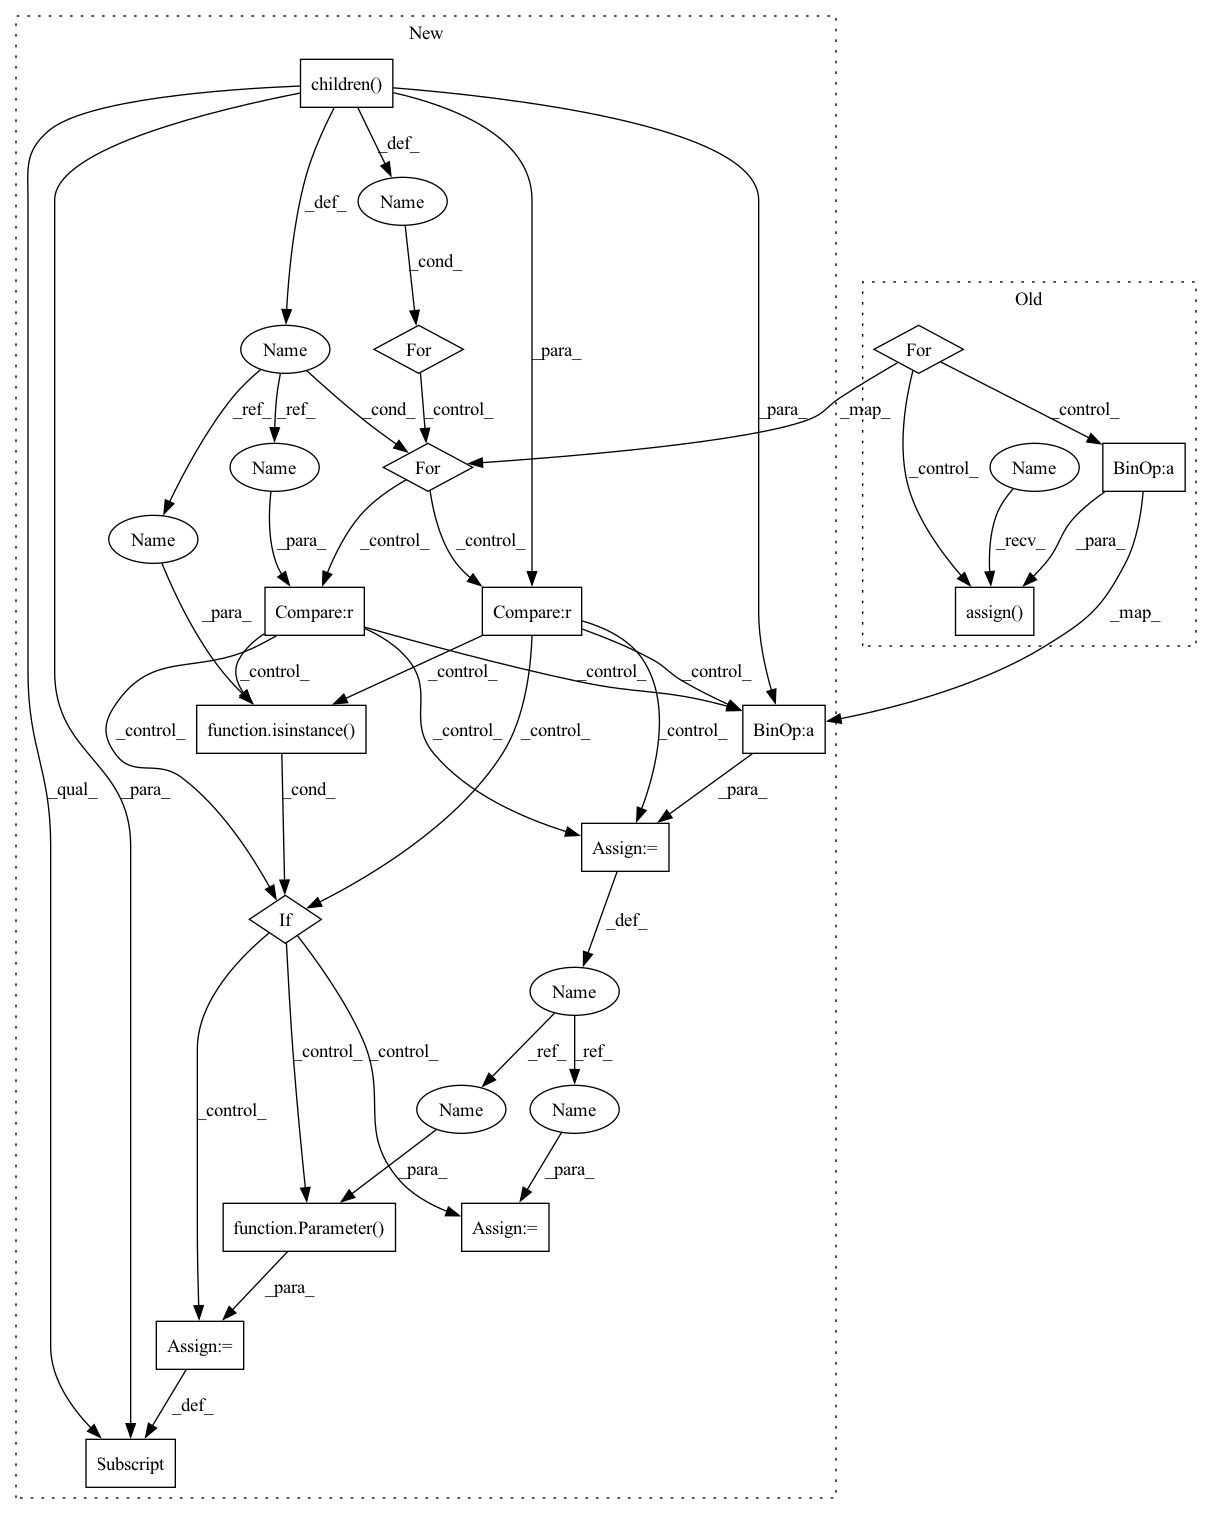 New
children()
_def_
Name
_def_
_cond_
Old
Name
For
For
_para_
_ref_
_ref_
_cond_
_control_
_para_
_map_
_control_
Name
For
Name
BinOp:a
_control_
Name
_para_
_control_
_control_
_recv_
_para_
Compare:r
Compare:r
assign()
_para_
_map_
_control_
_control_
_control_
_control_
_control_
function.isinstance()
BinOp:a
_control_
_control_
_control_
_control_
_qual_
_para_
_cond_
_para_
Assign:=
If
_def_
Name
_control_
_control_
_ref_
_ref_
_control_
Name
Name
_para_
_para_
function.Parameter()
Assign:=
_para_
Assign:=
_def_
Subscript